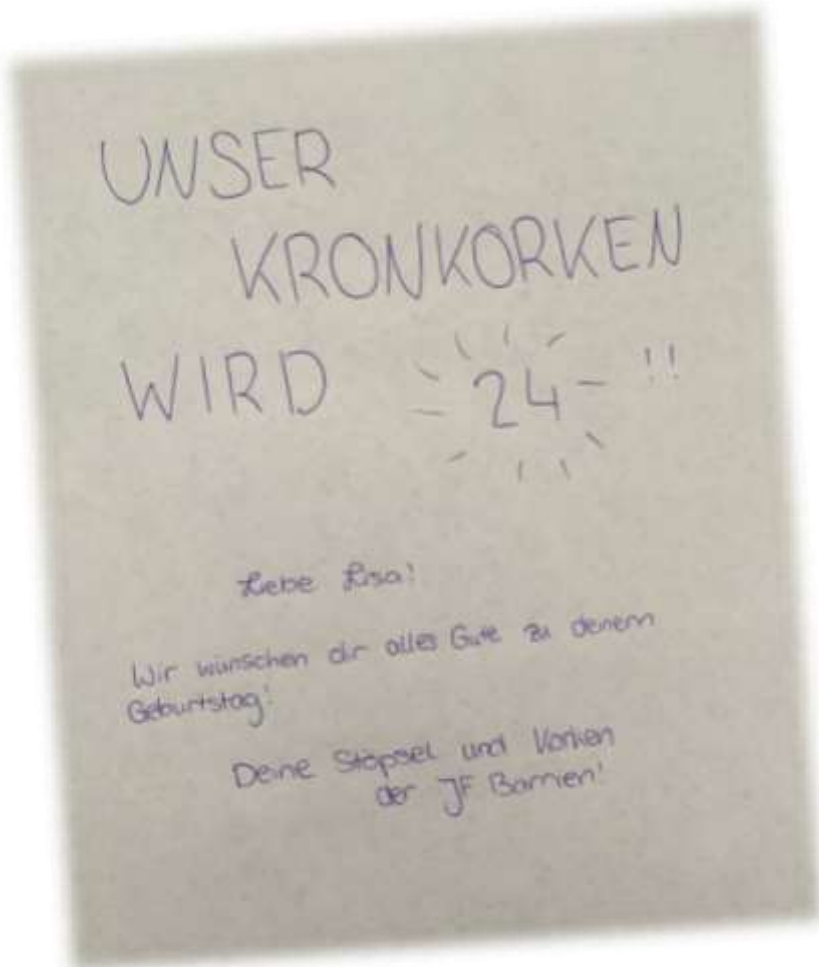 UNSER
KRONKORKEN
WIRD 24 !!
Liebe Lisa!
Wir wünschen dir alles Gute zu deinem
Geburtstag!
Deine Stöpsel und Korken
der JF Barrien!